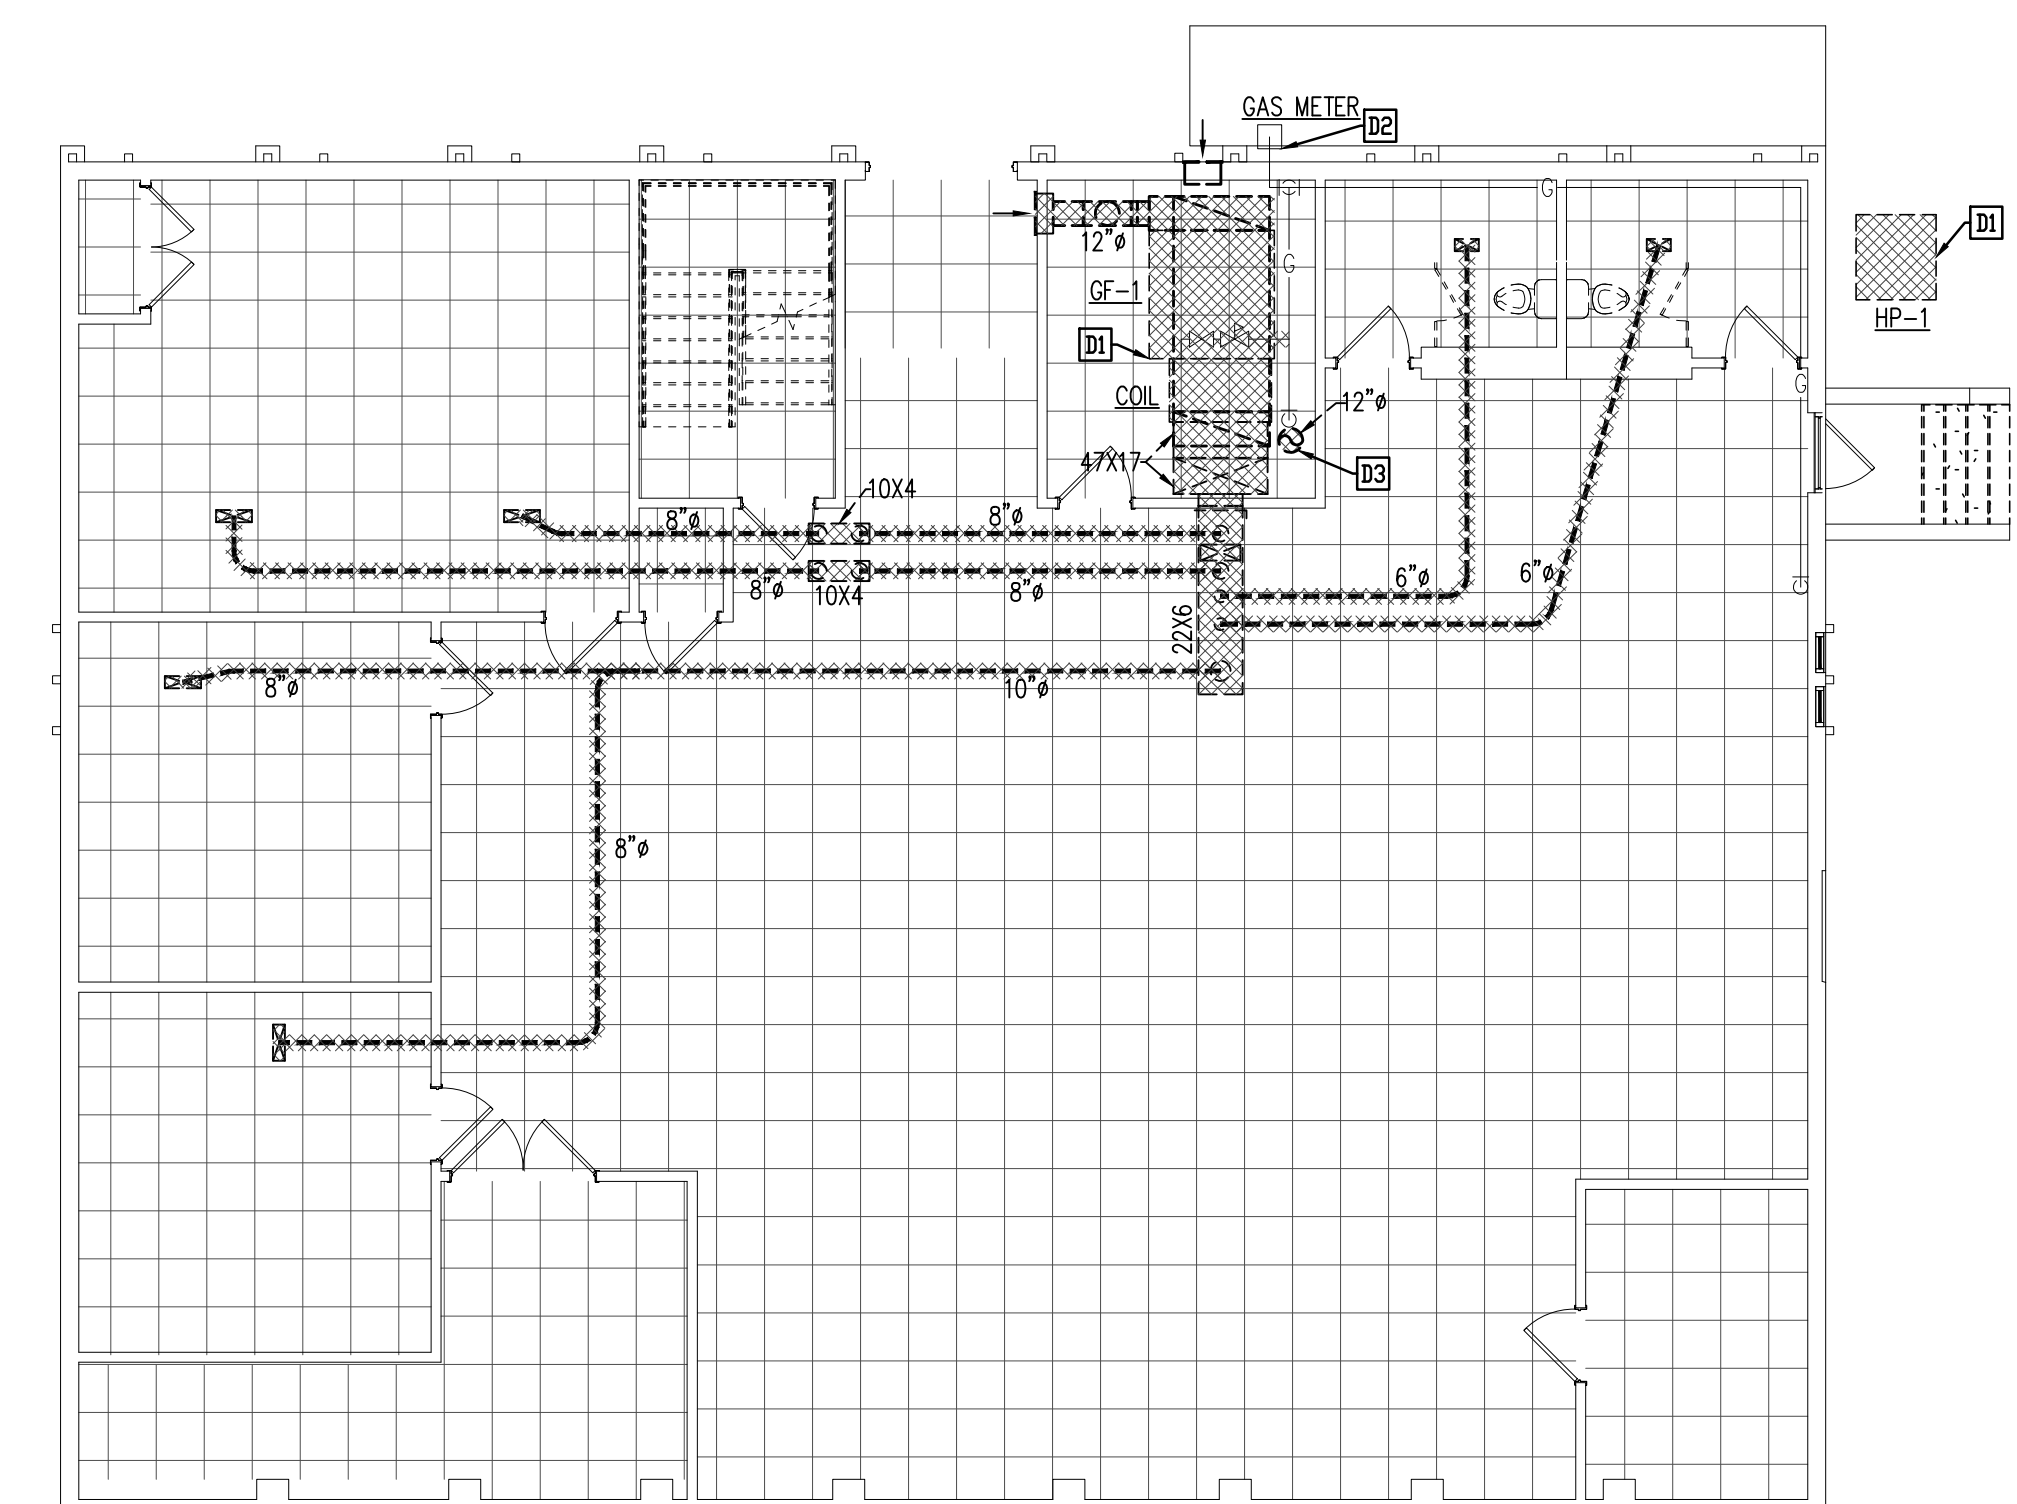 GAS METER
D2
G
12"ø
D1
GF-1
G
HP-1
D1
COIL
G
G
12"ø
47X17
D3
10X4
8"ø
8"ø
8"ø
10X4
8"ø
6"ø
6"ø
G
22X6
8"ø
10"ø
8"ø